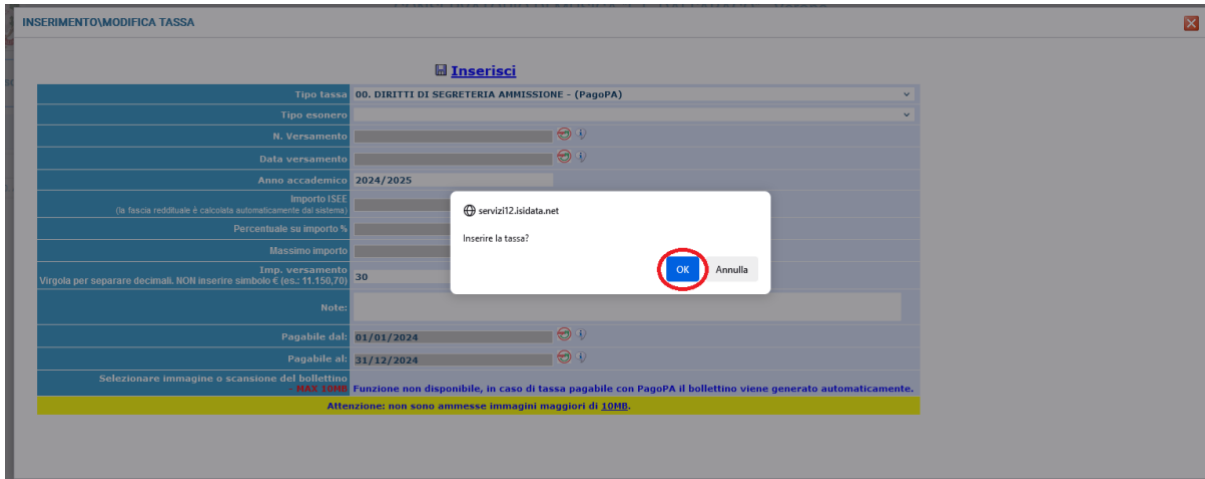 INSERIMENTO\MODIFICA TASSA
Inserisci
Tipo tassa 00. DIRITTI DI SEGRETERIA AMMISSIONE - (PagoPA)
Tipo esonero
N. Versamento
Data versamento
Anno accademico 2024/2025
Importo ISEE
(la fascia reddituale è calcolata automaticamente dal sistema)
servizi12.isidata.net
Percentuale su importo %
Inserire la tassa?
Massimo importo
OK Annulla
Imp. versamento
Virgola per separare decimali. NON inserire simbolo € (es.: 11.150,70) 30
Note:
Pagabile dal: 01/01/2024
Pagabile al: 31/12/2024
Selezionare immagine o scansione del bollettino
- MAX 10MB Funzione non disponibile, in caso di tassa pagabile con PagoPA il bollettino viene generato automaticamente.
Attenzione: non sono ammesse immagini maggiori di 10MB.